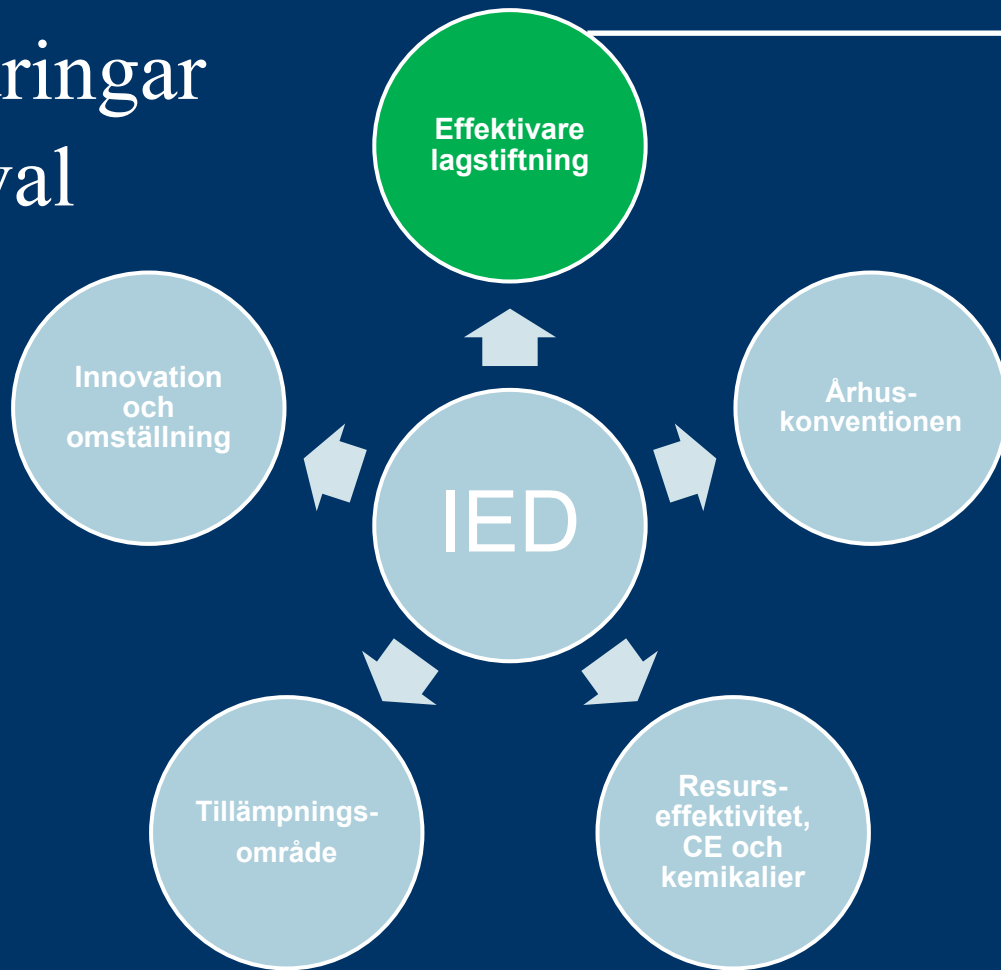 ringar
val
Effektivare
lagstiftning
Innovation
och
omställning
Århus-
konventionen
IED
Tillämpnings-
område
Resurs-
effektivitet,
CE och
kemikalier